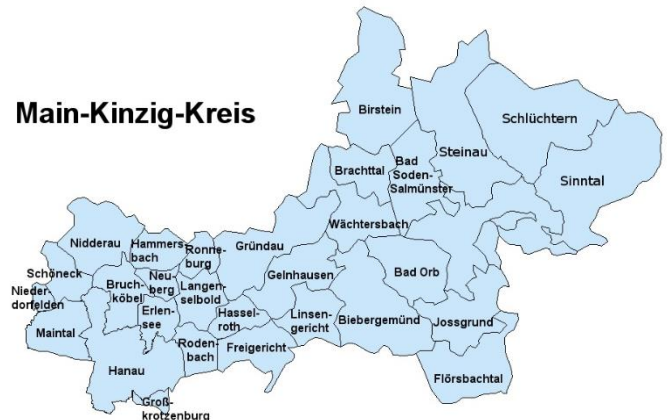 Main-Kinzig-Kreis
Birstein
Schlüchtern
Steinau
Brachttal
Bad
Soden-
Salmünster
Sinntal
Wächtersbach
Nidderau
Hammers-
bach
Ronne-
burg
Gründau
Schöneck
Gelnhausen
Bad Orb
Nieder-
dorfelden
Bruch-
köbel
Neu-
berg
Langen-
selbold
Erlen-
see
Hassel-
roth
Linsen-
gericht
Biebergemünd
Jossgrund
Maintal
Roden-
bach
Freigericht
Hanau
Flörsbachtal
Groß-
krotzenburg